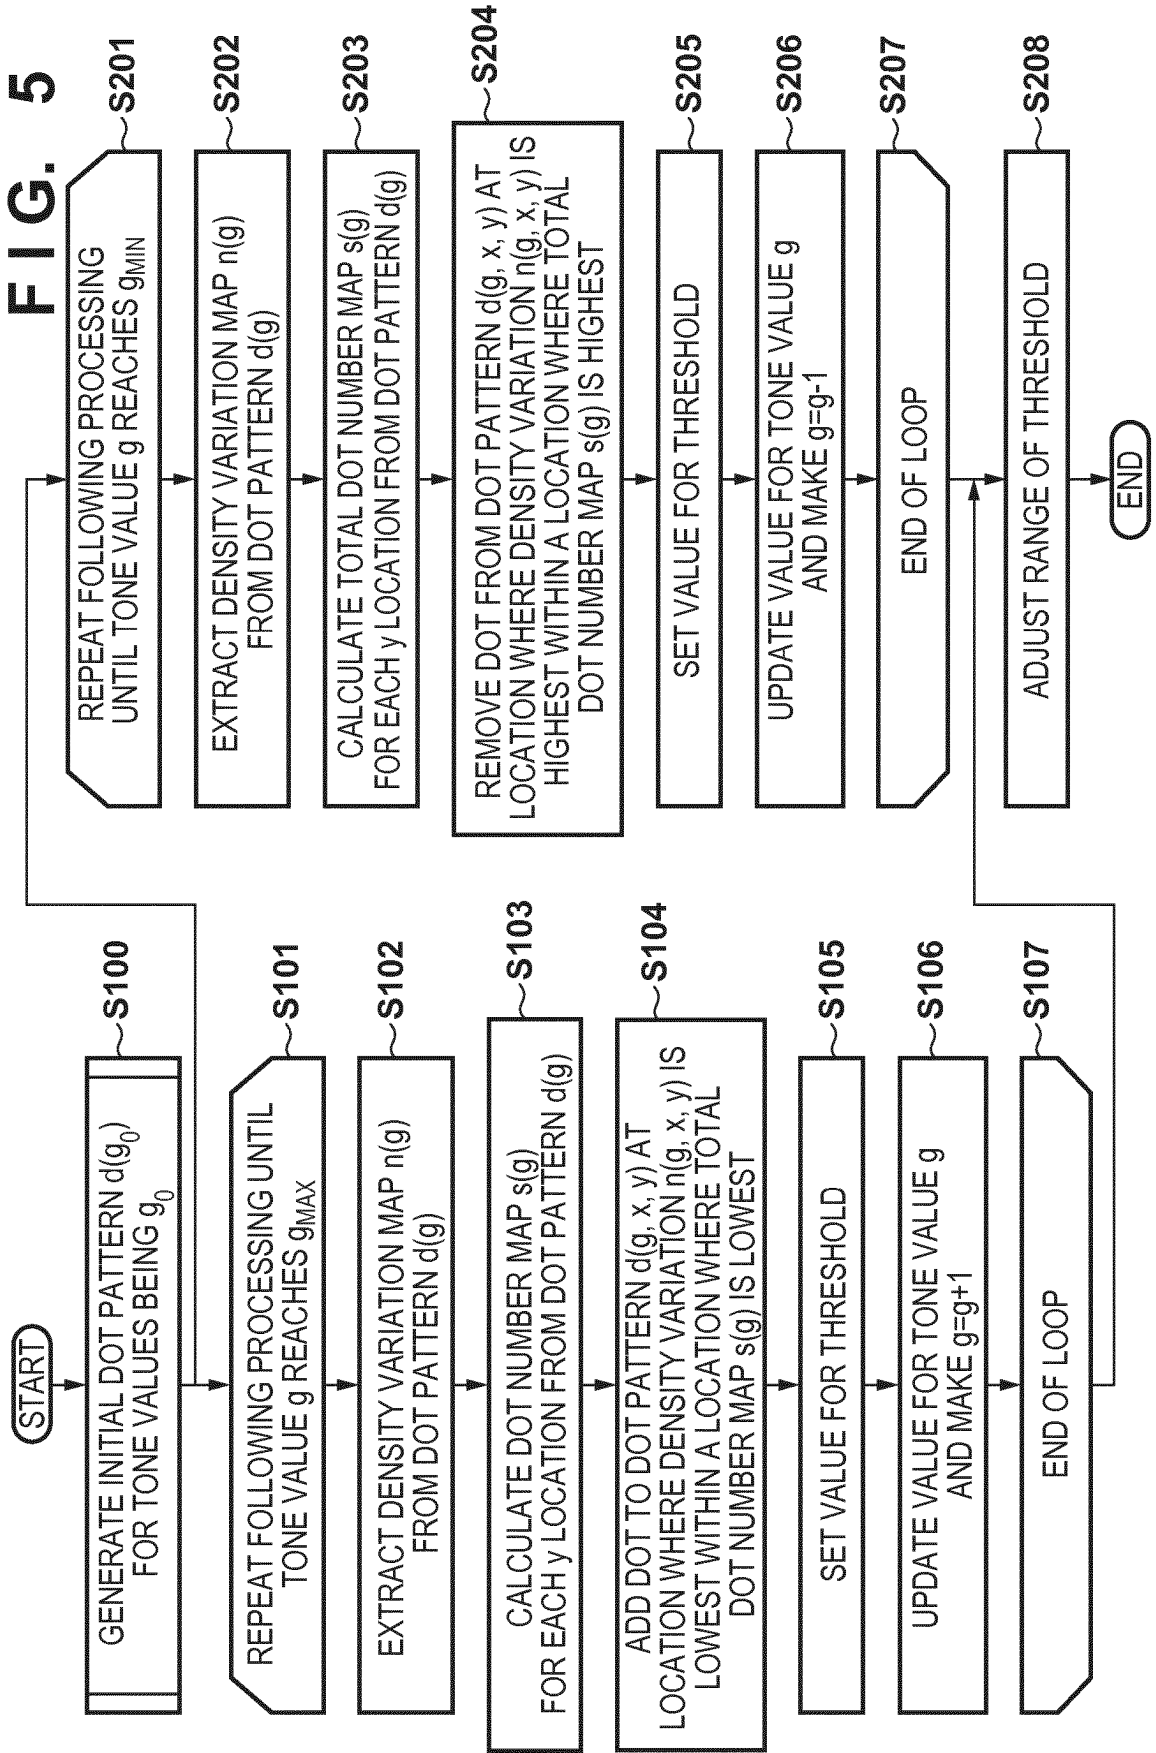 FIG. 5
START
GENERATE INITIAL DOT PATTERN d(g0)
FOR TONE VALUES BEING g0
S100
REPEAT FOLLOWING PROCESSING UNTIL
TONE VALUE g REACHES gMAX
S101
EXTRACT DENSITY VARIATION MAP n(g)
FROM DOT PATTERN d(g)
S102
CALCULATE DOT NUMBER MAP s(g)
FOR EACH y LOCATION FROM DOT PATTERN d(g)
S103
ADD DOT TO DOT PATTERN d(g, x, y) AT
LOCATION WHERE DENSITY VARIATION n(g, x, y) IS
LOWEST WITHIN A LOCATION WHERE TOTAL
DOT NUMBER MAP s(g) IS LOWEST
S104
SET VALUE FOR THRESHOLD
S105
UPDATE VALUE FOR TONE VALUE g
AND MAKE g=g+1
S106
END OF LOOP
S107
REPEAT FOLLOWING PROCESSING
UNTIL TONE VALUE g REACHES gMIN
S201
EXTRACT DENSITY VARIATION MAP n(g)
FROM DOT PATTERN d(g)
S202
CALCULATE TOTAL DOT NUMBER MAP s(g)
FOR EACH y LOCATION FROM DOT PATTERN d(g)
S203
REMOVE DOT FROM DOT PATTERN d(g, x, y) AT
LOCATION WHERE DENSITY VARIATION n(g, x, y) IS
HIGHEST WITHIN A LOCATION WHERE TOTAL
DOT NUMBER MAP s(g) IS HIGHEST
S204
SET VALUE FOR THRESHOLD
S205
UPDATE VALUE FOR TONE VALUE g
AND MAKE g=g-1
S206
END OF LOOP
S207
ADJUST RANGE OF THRESHOLD
S208
END